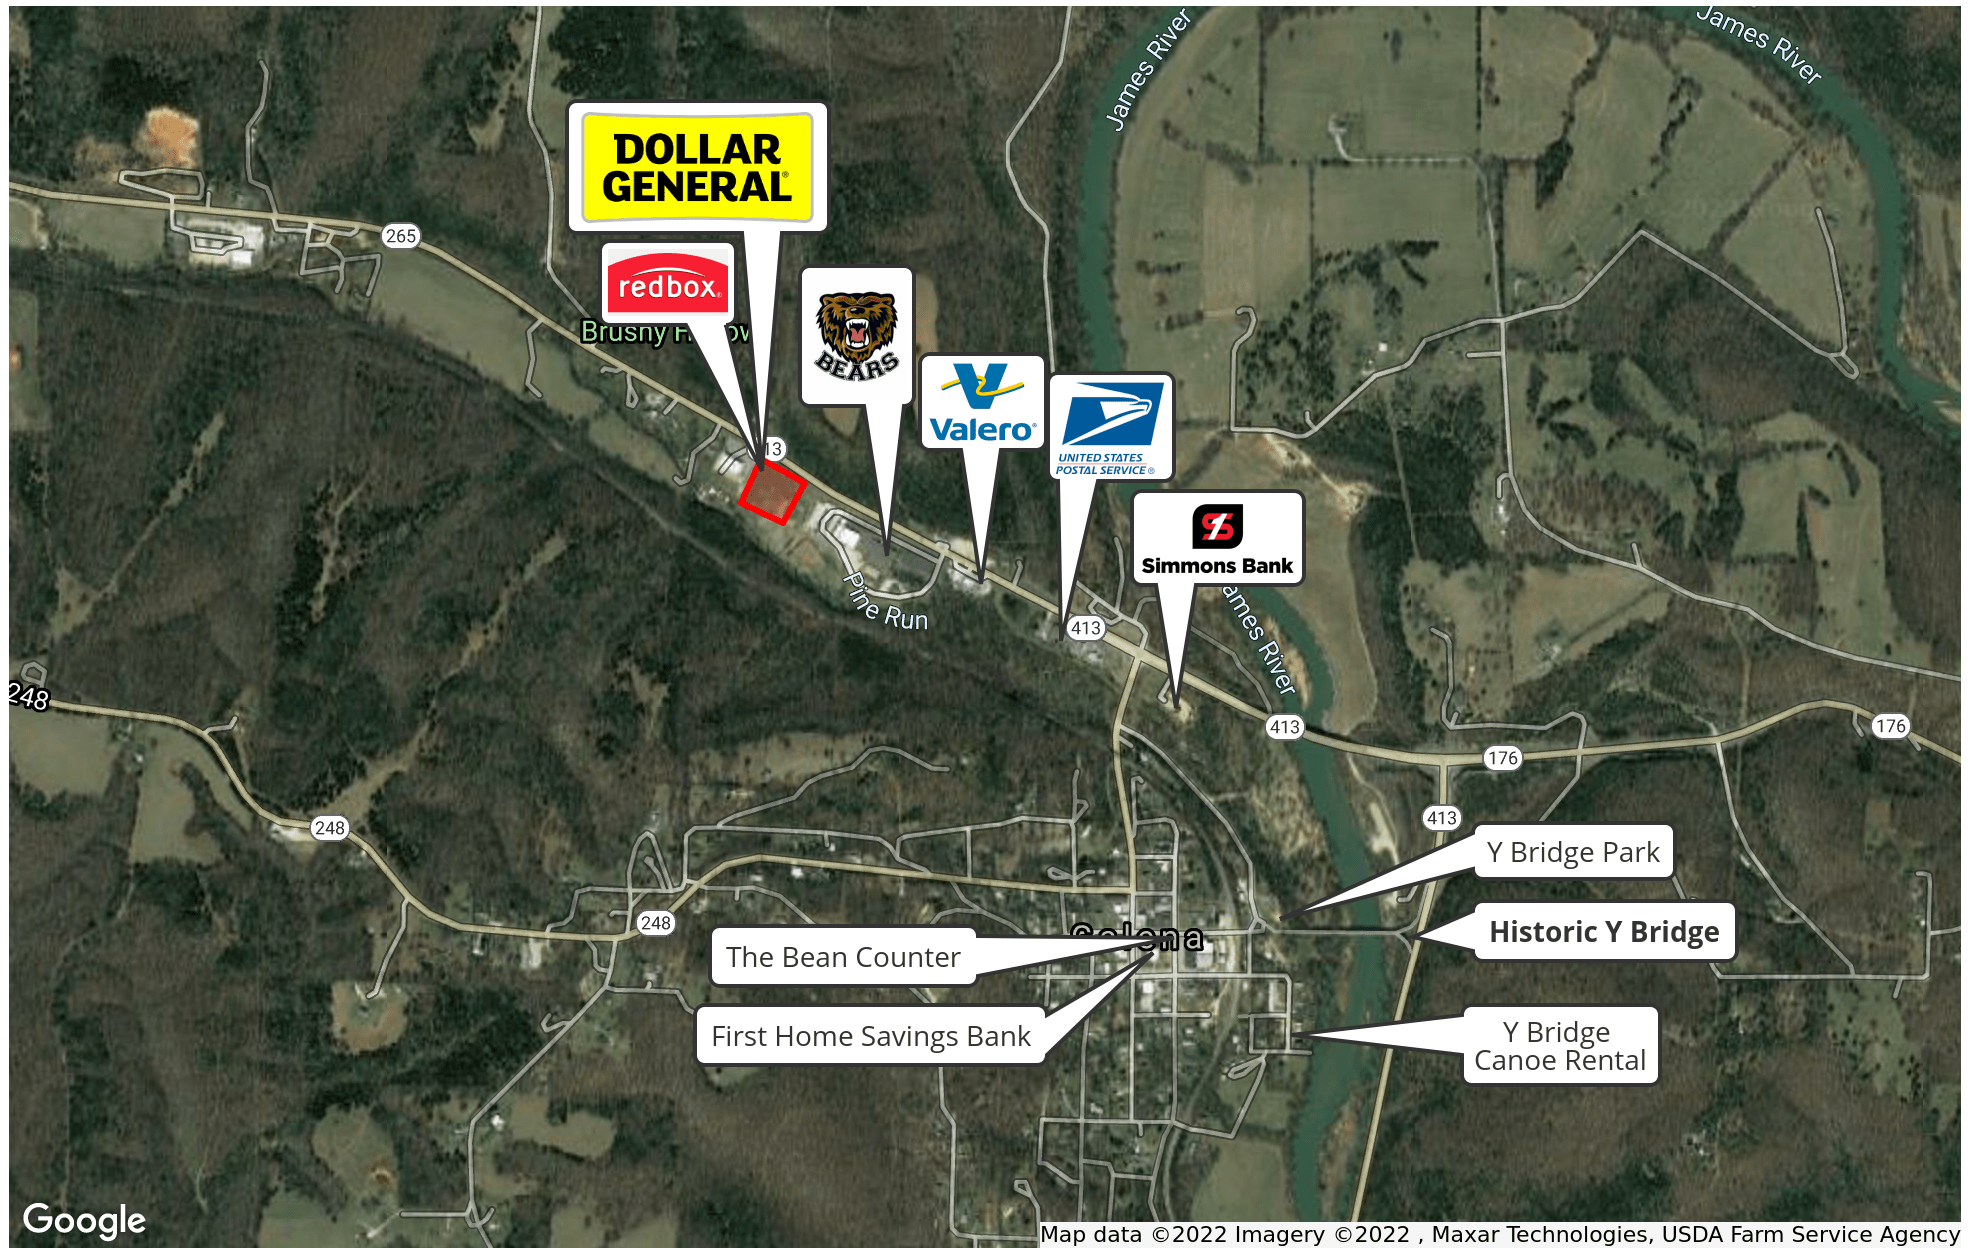 James River
James River
DOLLAR
GENERAL
265
redbox
BEARS
Valero
UNITED STATES
POSTAL SERVICE
13
Simmons Bank
Pine Run
James River
413
248
413
176
176
248
413
Y Bridge Park
248
Historic Y Bridge
The Bean Counter
First Home Savings Bank
Y Bridge
Canoe Rental
Google
Map data ©2022 Imagery ©2022 , Maxar Technologies, USDA Farm Service Agency